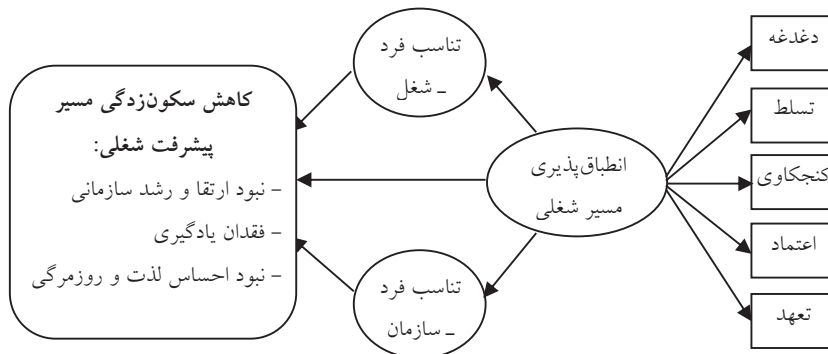 دغدغه
تسلط
کنجکاوی
اعتماد
تعهد
انطباق‌پذیری
مسیر شغلی
تناسب فرد
ـ شغل
تناسب فرد
ـ سازمان
کاهش سکون‌زدگی مسیر
پیشرفت شغلی:
- نبود ارتقا و رشد سازمانی
- فقدان یادگیری
- نبود احساس لذت و روزمرگی